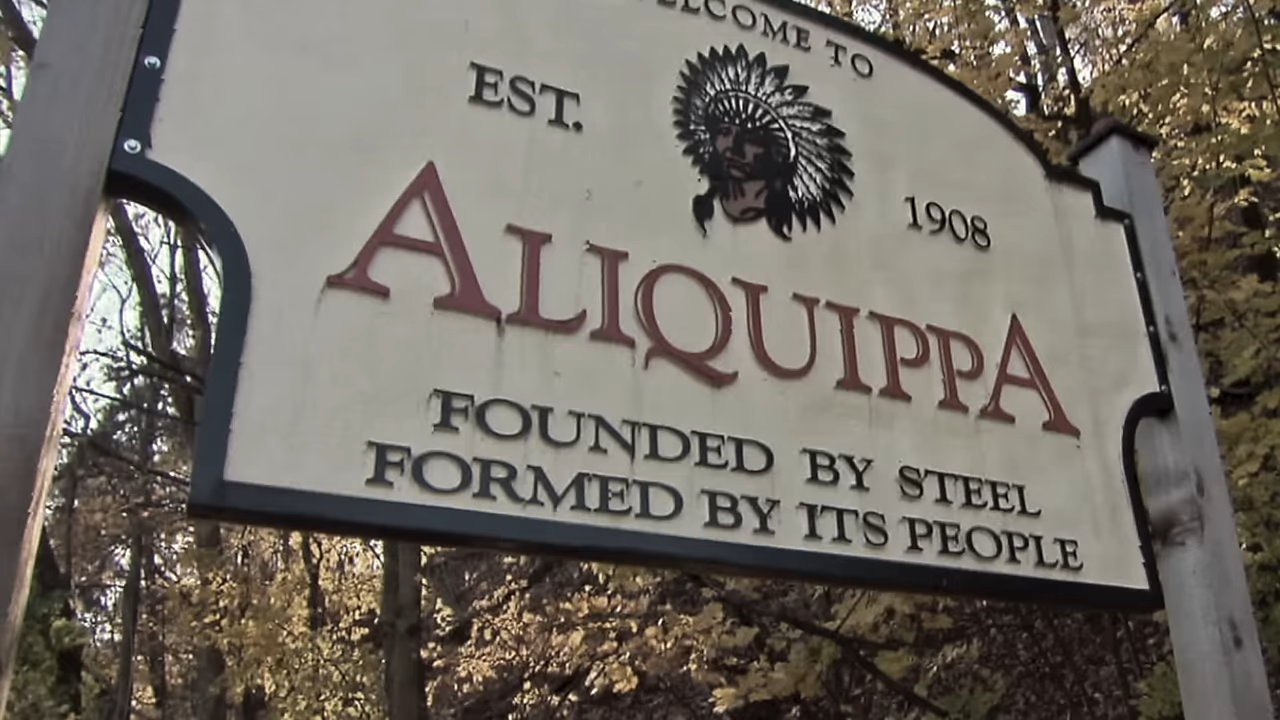 WELCOME TO
EST. 1908
ALIQUIPPA
FOUNDED BY STEEL
FORMED BY ITS PEOPLE